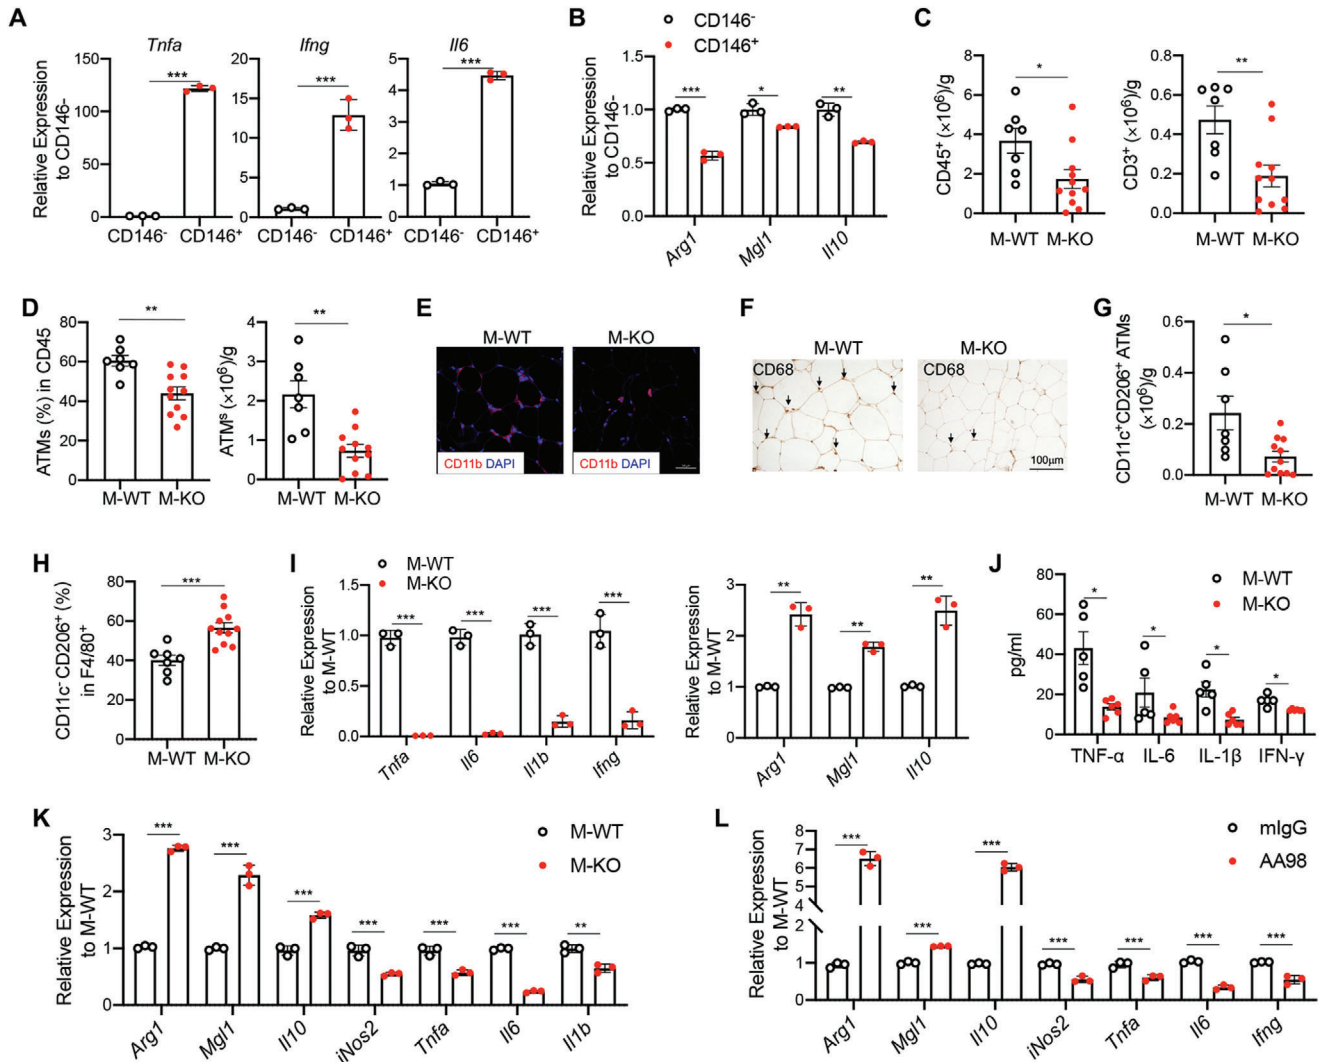 A
Tnfa
Ifng
Il6
Relative Expression
to CD146-
150
100
50
0
***
CD146-
CD146+
20
15
10
5
0
***
CD146-
CD146+
5
4
3
2
1
0
***
CD146-
CD146+
B
CD146-
CD146+
Relative Expression
to CD146-
1.5
1.0
0.5
0.0
***
*
**
Arg1
Mgl1
Il10
C
CD45+ (×10⁶)/g
8
6
4
2
0
*
M-WT
M-KO
CD3+ (×10⁶)/g
0.8
0.6
0.4
0.2
0.0
**
M-WT
M-KO
D
ATMs (%) in CD45
80
60
40
20
0
**
M-WT
M-KO
ATMs (×10⁶)/g
4
3
2
1
0
**
M-WT
M-KO
E
M-WT
M-KO
CD11b DAPI
CD11b DAPI
F
M-WT
M-KO
CD68
CD68
100μm
G
CD11c+CD206+ ATMs
(×10⁶)/g
0.6
0.4
0.2
0.0
*
M-WT
M-KO
H
CD11c- CD206+ (%)
in F4/80+
80
60
40
20
0
***
M-WT
M-KO
I
M-WT
M-KO
Relative Expression
to M-WT
1.5
1.0
0.5
0.0
***
***
***
***
Tnfa
Il6
Il1b
Ifng
Relative Expression
to M-WT
3
2
1
0
**
**
**
Arg1
Mgl1
Il10
J
M-WT
M-KO
pg/ml
80
60
40
20
0
*
*
*
*
TNF-α
IL-6
IL-1β
IFN-γ
K
M-WT
M-KO
Relative Expression
to M-WT
3
2
1
0
***
***
***
***
***
***
**
Arg1
Mgl1
Il10
iNos2
Tnfa
Il6
Il1b
L
mIgG
AA98
Relative Expression
to M-WT
8
7
6
5
4
2
1
0
***
***
***
***
***
***
***
Arg1
Mgl1
Il10
iNos2
Tnfa
Il6
Ifng